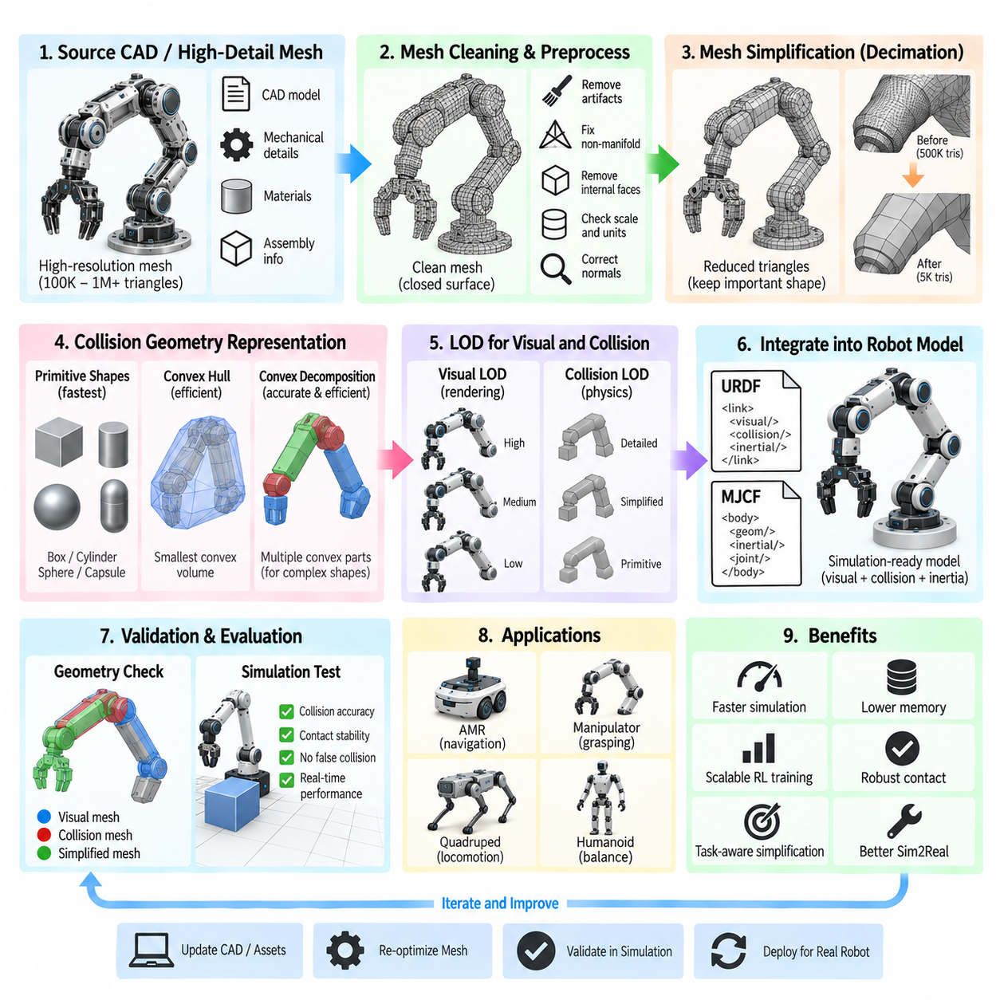 1. Source CAD / High-Detail Mesh
CAD model
Mechanical
details
Materials
Assembly
info
High-resolution mesh
(100K – 1M+ triangles)
2. Mesh Cleaning & Preprocess
Remove
artifacts
Fix
non-manifold
Remove
internal faces
Check scale
and units
Correct
normals
Clean mesh
(closed surface)
3. Mesh Simplification (Decimation)
Before
(500K tris)
After
(5K tris)
Reduced triangles
(keep important shape)
4. Collision Geometry Representation
Primitive Shapes
(fastest)
Box / Cylinder
Sphere / Capsule
Convex Hull
(efficient)
Smallest convex
volume
Convex Decomposition
(accurate & efficient)
Multiple convex parts
(for complex shapes)
5. LOD for Visual and Collision
Visual LOD
(rendering)
High
Medium
Low
Collision LOD
(physics)
Detailed
Simplified
Primitive
6. Integrate into Robot Model
URDF
<link>
<visual/>
<collision/>
<inertial/>
</link>
MJCF
<body>
<geom/>
<inertial/>
<joint/>
</body>
Simulation-ready model
(visual + collision + inertia)
7. Validation & Evaluation
Geometry Check
Visual mesh
Collision mesh
Simplified mesh
Simulation Test
Collision accuracy
Contact stability
No false collision
Real-time
performance
8. Applications
AMR
(navigation)
Manipulator
(grasping)
Quadruped
(locomotion)
Humanoid
(balance)
9. Benefits
Faster simulation
Lower memory
Scalable RL training
Robust contact
Task-aware simplification
Better Sim2Real
Iterate and Improve
Update CAD / Assets
Re-optimize Mesh
Validate in Simulation
Deploy for Real Robot